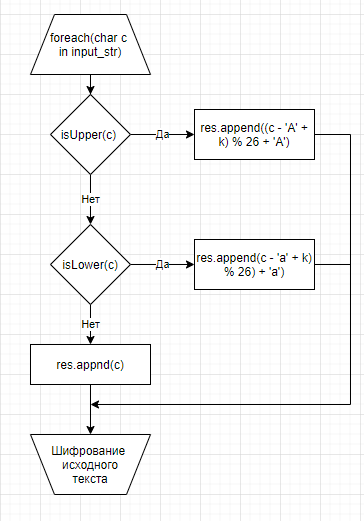 foreach(char c
in input_str)
isUpper(c)
Да
res.append((c - 'A' +
k) % 26 + 'A')
Нет
isLower(c)
Да
res.append(c - 'a' + k)
% 26) + 'a')
Нет
res.appnd(c)
Шифрование
исходного
текста